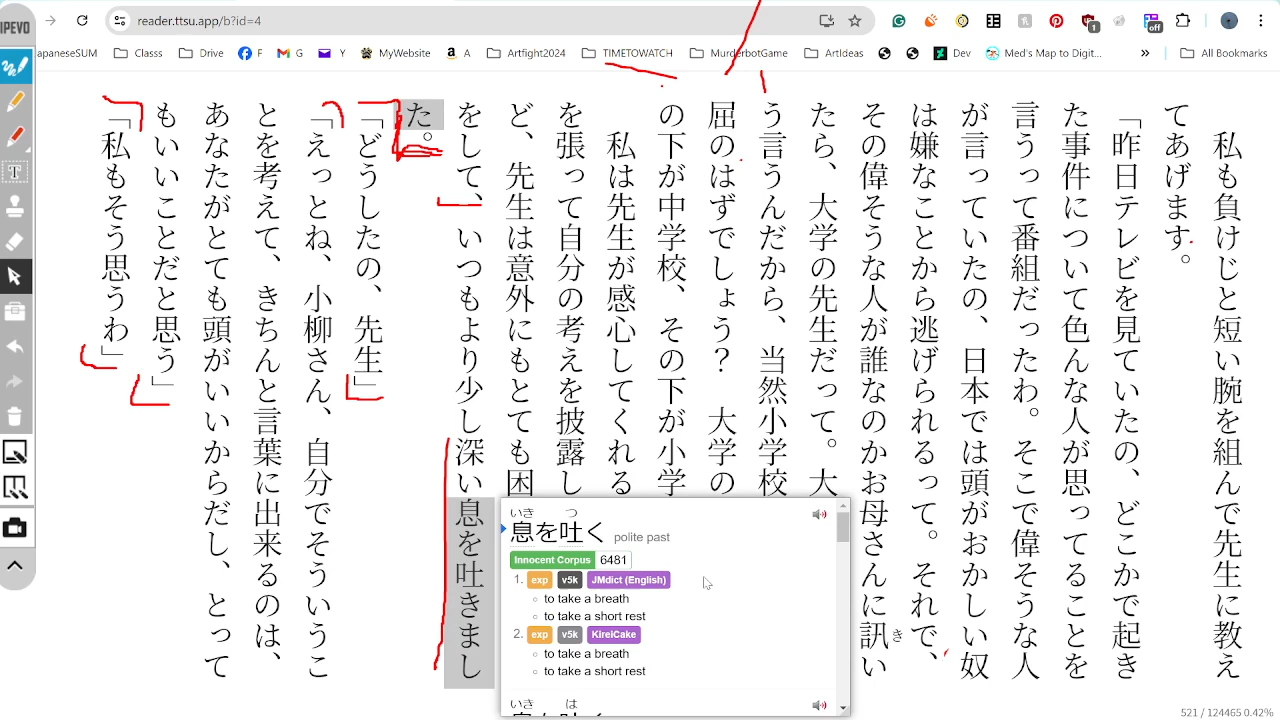 IPEVO
reader.ttsu.app/b?id=4
1
off
apaneseSUM
Classs
Drive
F
G
Y
MyWebsite
A
Artfight2024
TIMETOWATCH
MurderbotGame
ArtIdeas
Dev
Med's Map to Digit...
»
All Bookmarks
T
私も負けじと短い腕を組んで先生に教え
てあげます。
「昨日テレビを見ていたの、どこかで起き
た事件について色んな人が思ってることを
言うって番組だったわ。そこで偉そうな人
が言っていたの、日本では頭がおかしい奴
は嫌なことから逃げられるって。それで、
その偉そうな人が誰なのかお母さんに訊い
き
たら、大学の先生だって。大
う言うんだから、当然小学校
屈のはずでしょう？　大学の
の下が中学校、その下が小学
私は先生が感心してくれる
を張って自分の考えを披露し
ど、先生は意外にもとても困
をして、いつもより少し深い息を吐きまし
た。
「どうしたの、先生」
「えっとね、小柳さん、自分でそういうこ
とを考えて、きちんと言葉に出来るのは、
あなたがとても頭がいいからだし、とって
もいいことだと思う」
「私もそう思うわ」
いき つ
息を吐く polite past
Innocent Corpus 6481
1. exp v5k JMdict (English)
to take a breath
to take a short rest
2. exp v5k KireiCake
to take a breath
to take a short rest
いき は
息を吐く
521 / 124465 0.42%